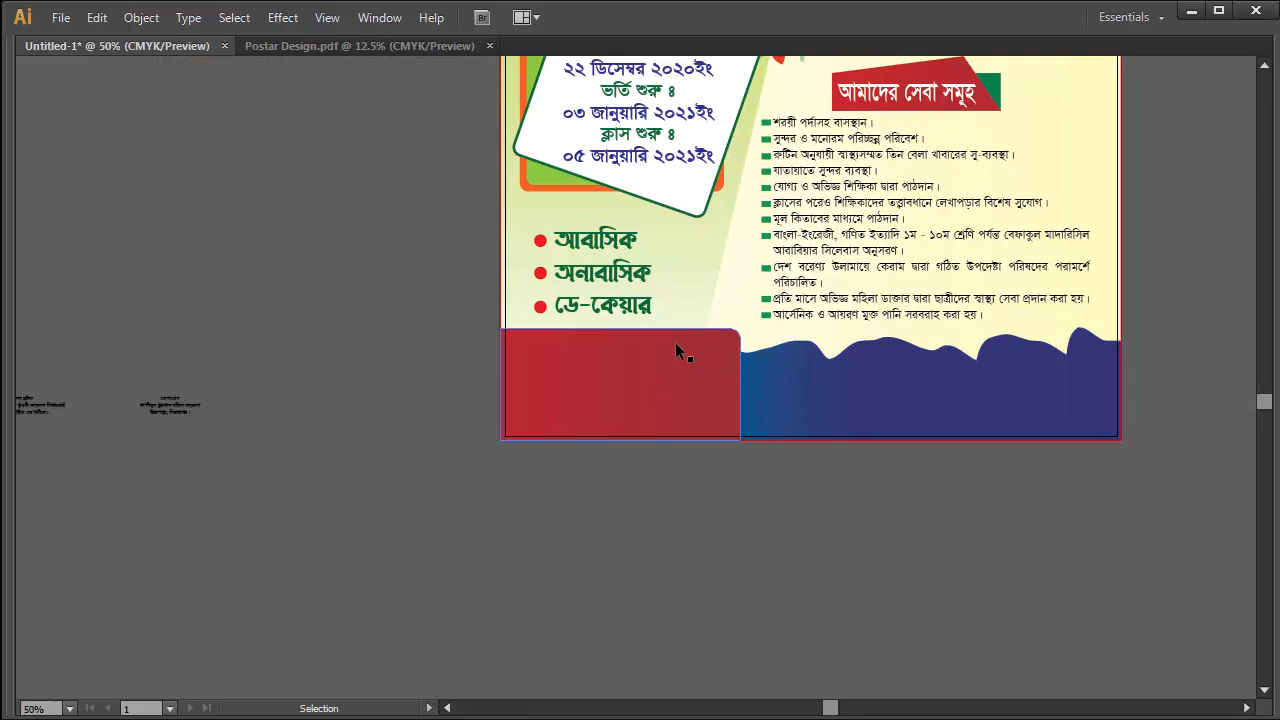 Ai File Edit Object Type Select Effect View Window Help Br Essentials
Untitled-1* @ 50% (CMYK/Preview) × Postar Design.pdf @ 12.5% (CMYK/Preview) ×
২২ ডিসেম্বর ২০২০ইং
ভর্তি শুরু ঃ
০৩ জানুয়ারি ২০২১ইং
ক্লাস শুরু ঃ
০৫ জানুয়ারি ২০২১ইং
আবাসিক
অনাবাসিক
ডে-কেয়ার
আমাদের সেবা সমূহ
শরয়ী পর্দাসহ বাসস্থান।
সুন্দর ও মনোরম পরিচ্ছন্ন পরিবেশ।
রুটিন অনুযায়ী স্বাস্থ্যসম্মত তিন বেলা খাবারের সু-ব্যবস্থা।
যাতায়াতে সুন্দর ব্যবস্থা।
যোগ্য ও অভিজ্ঞ শিক্ষিকা দ্বারা পাঠদান।
ক্লাসের পরেও শিক্ষিকাদের তত্ত্বাবধানে লেখাপড়ার বিশেষ সুযোগ।
মূল কিতাবের মাধ্যমে পাঠদান।
বাংলা-ইংরেজী, গণিত ইত্যাদি ১ম - ১০ম শ্রেণি পর্যন্ত বেফাকুল মাদারিসিল
আরাবিয়ার সিলেবাস অনুসরণ।
দেশ বরেণ্য উলামায়ে কেরাম দ্বারা গঠিত উপদেষ্টা পরিষদের পরামর্শে
পরিচালিত।
প্রতি মাসে অভিজ্ঞ মহিলা ডাক্তার দ্বারা ছাত্রীদের স্বাস্থ্য সেবা প্রদান করা হয়।
আর্সেনিক ও আয়রণ মুক্ত পানি সরবরাহ করা হয়।
50% 1 Selection